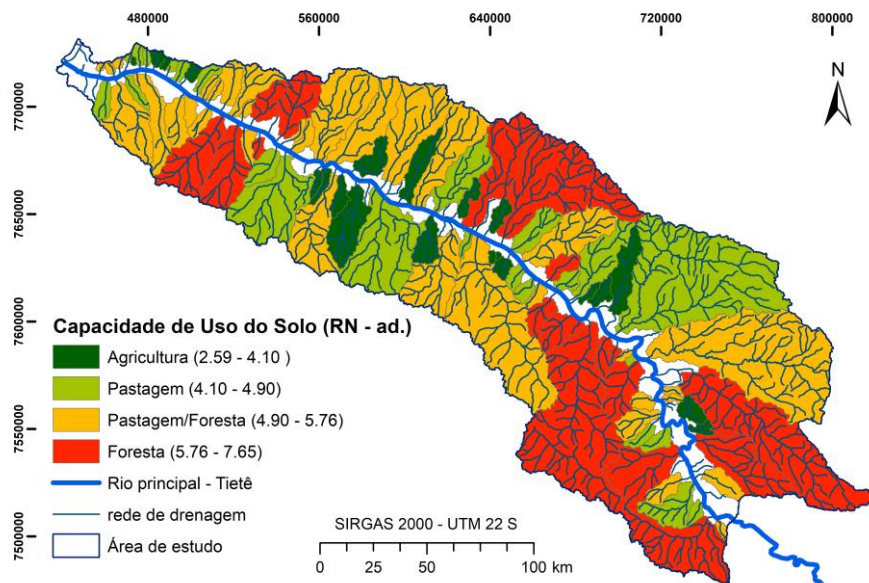 480000 560000 640000 720000 800000
N
7700000
7650000
7600000
7550000
7500000
Capacidade de Uso do Solo (RN - ad.)
Agricultura (2.59 - 4.10 )
Pastagem (4.10 - 4.90)
Pastagem/Foresta (4.90 - 5.76)
Foresta (5.76 - 7.65)
Rio principal - Tietê
rede de drenagem
Área de estudo
SIRGAS 2000 - UTM 22 S
0 25 50 100 km